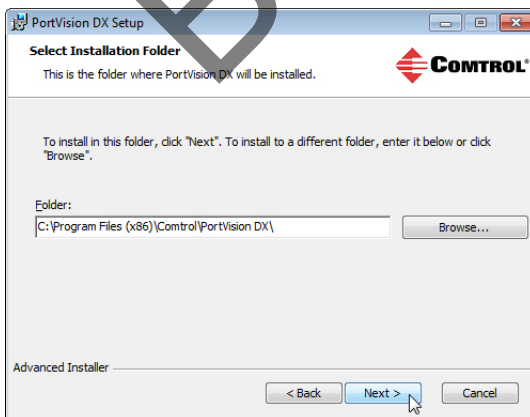 PortVision DX Setup
Select Installation Folder
This is the folder where PortVision DX will be installed.
COMTROL®
To install in this folder, click "Next". To install to a different folder, enter it below or click
"Browse".
Folder:
C:\Program Files (x86)\Comtrol\PortVision DX\
Browse...
Advanced Installer
< Back
Next >
Cancel